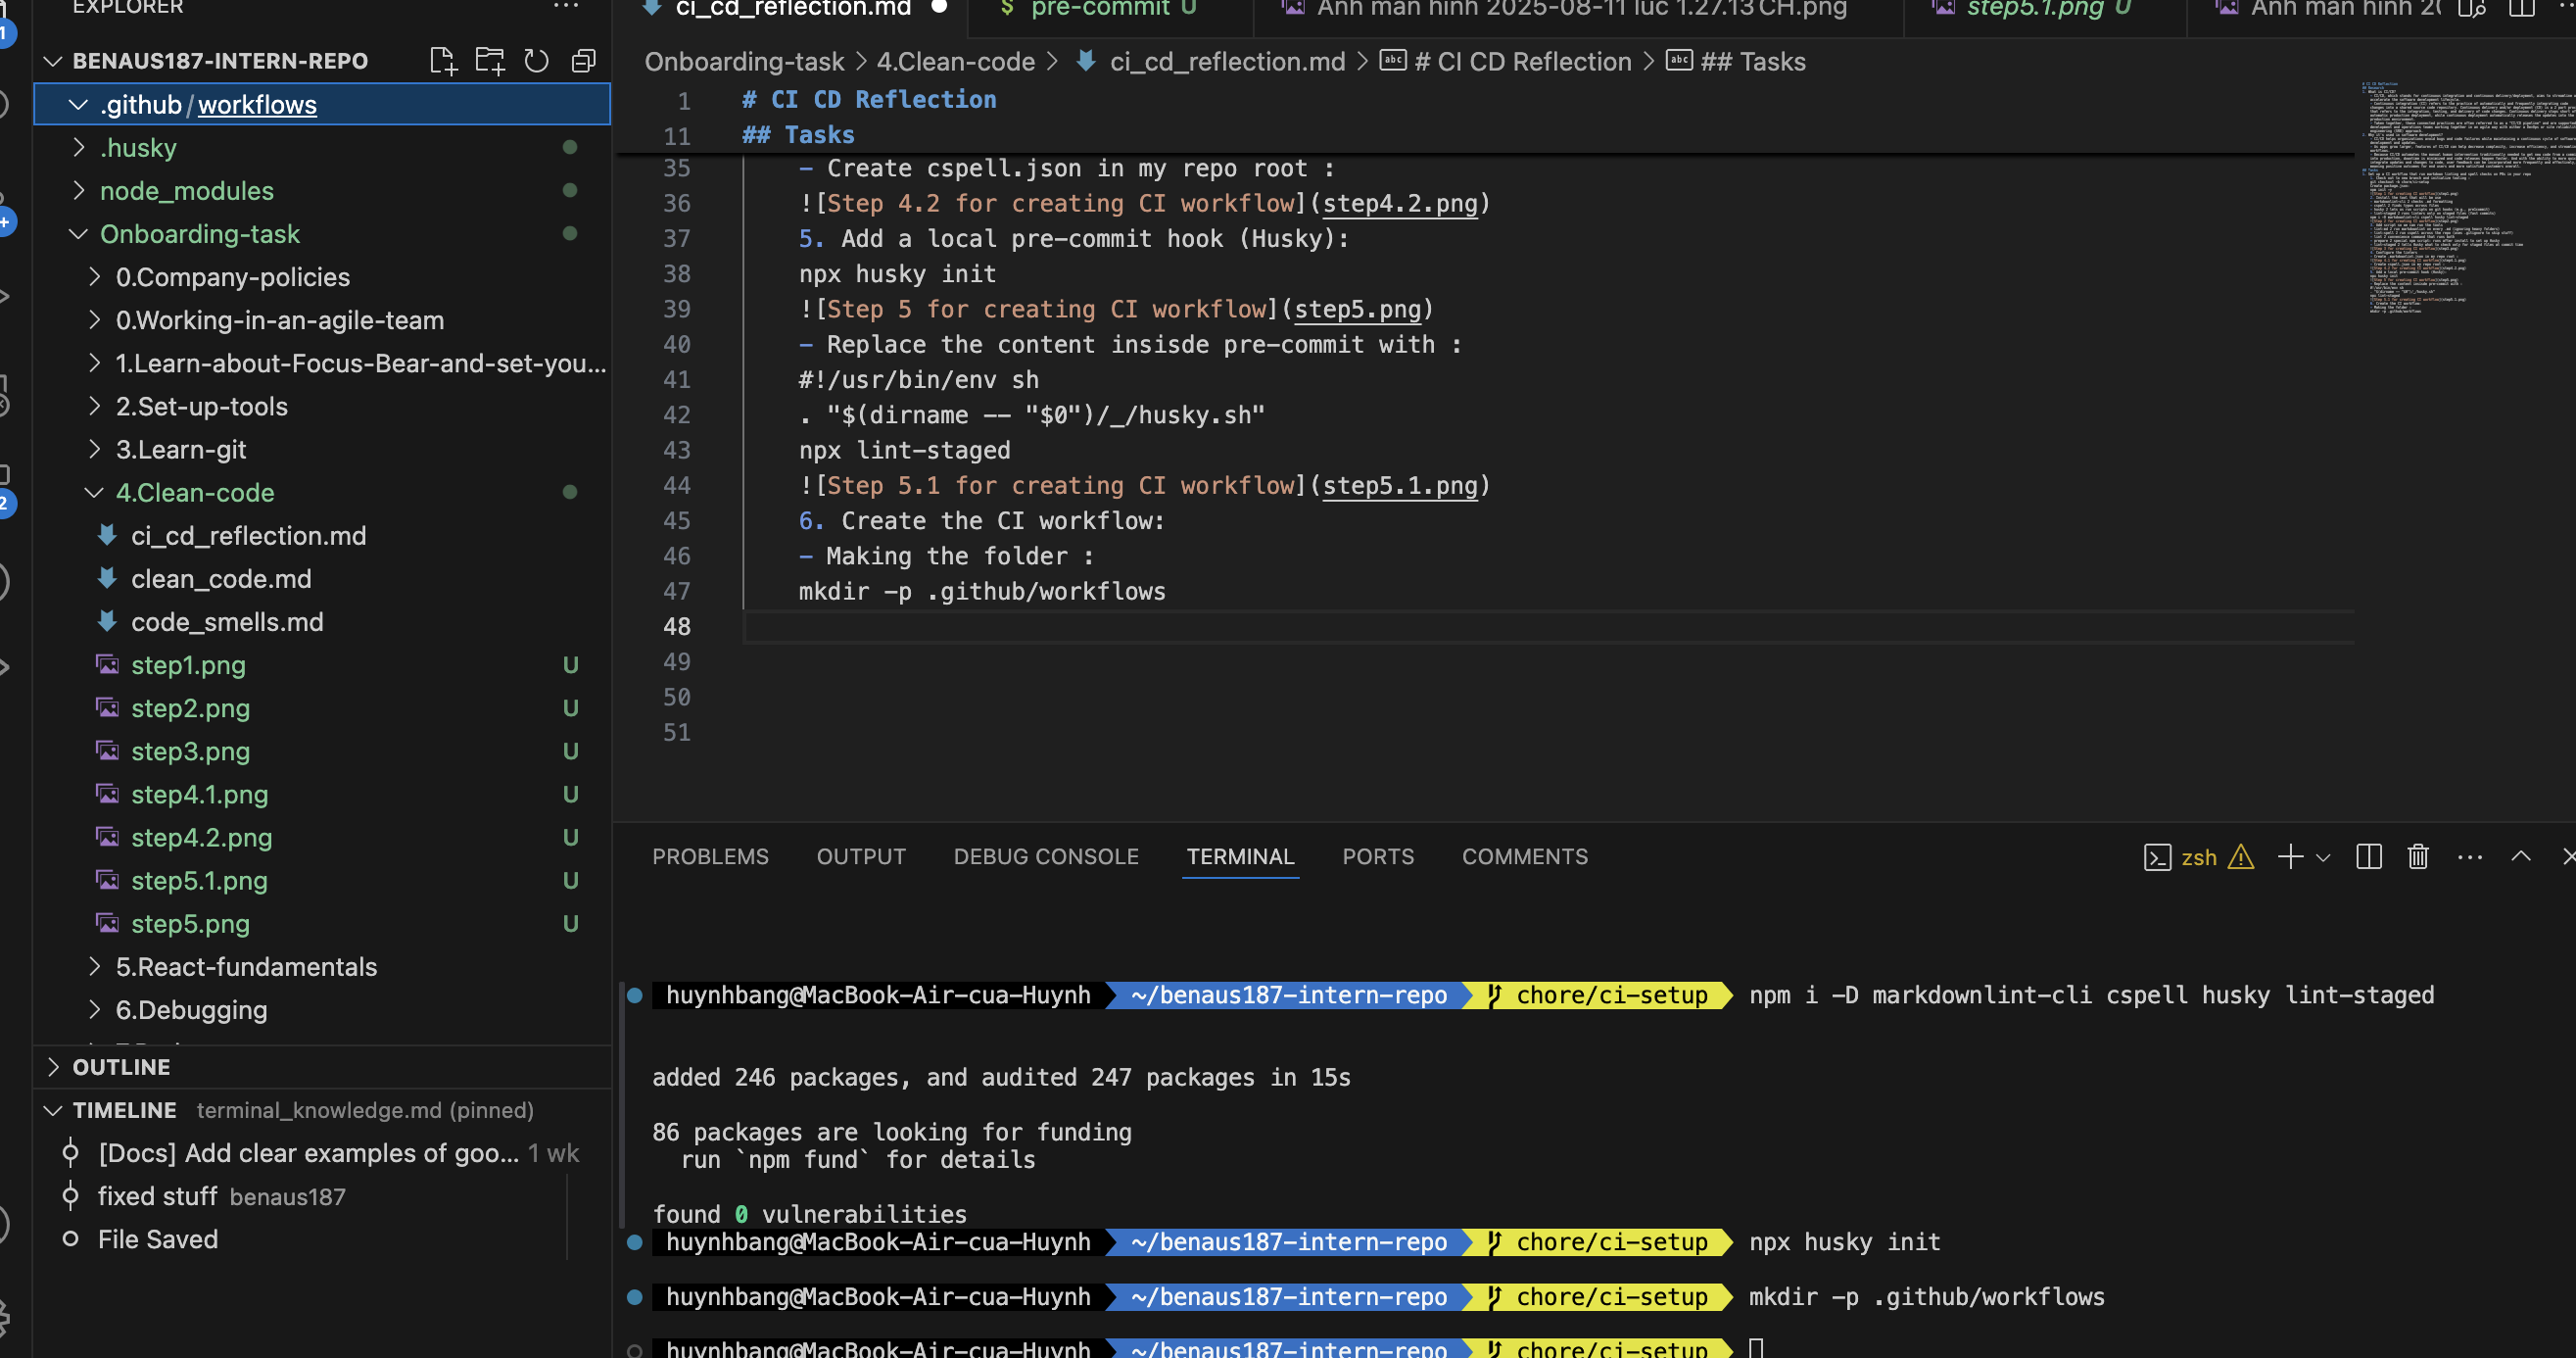 EXPLORER
BENAUS187-INTERN-REPO
.github/workflows
.husky
node_modules
Onboarding-task
0.Company-policies
0.Working-in-an-agile-team
1.Learn-about-Focus-Bear-and-set-you...
2.Set-up-tools
3.Learn-git
4.Clean-code
ci_cd_reflection.md
clean_code.md
code_smells.md
step1.png U
step2.png U
step3.png U
step4.1.png U
step4.2.png U
step5.1.png U
step5.png U
5.React-fundamentals
6.Debugging
OUTLINE
TIMELINE terminal_knowledge.md (pinned)
[Docs] Add clear examples of goo... 1 wk
fixed stuff benaus187
File Saved
ci_cd_reflection.md
$ pre-commit U
Ảnh màn hình 2025-08-11 lúc 1.27.13 CH.png
step5.1.png U
Ảnh màn hình 20
Onboarding-task > 4.Clean-code > ci_cd_reflection.md > # CI CD Reflection > ## Tasks
1 # CI CD Reflection
11 ## Tasks
35 - Create cspell.json in my repo root :
36 ![Step 4.2 for creating CI workflow](step4.2.png)
37 5. Add a local pre-commit hook (Husky):
38 npx husky init
39 ![Step 5 for creating CI workflow](step5.png)
40 - Replace the content insisde pre-commit with :
41 #!/usr/bin/env sh
42 . "$(dirname -- "$0")/_/husky.sh"
43 npx lint-staged
44 ![Step 5.1 for creating CI workflow](step5.1.png)
45 6. Create the CI workflow:
46 - Making the folder :
47 mkdir -p .github/workflows
48
49
50
51
PROBLEMS OUTPUT DEBUG CONSOLE TERMINAL PORTS COMMENTS
zsh
huynhbang@MacBook-Air-cua-Huynh ~/benaus187-intern-repo chore/ci-setup npm i -D markdownlint-cli cspell husky lint-staged
added 246 packages, and audited 247 packages in 15s
86 packages are looking for funding
run `npm fund` for details
found 0 vulnerabilities
huynhbang@MacBook-Air-cua-Huynh ~/benaus187-intern-repo chore/ci-setup npx husky init
huynhbang@MacBook-Air-cua-Huynh ~/benaus187-intern-repo chore/ci-setup mkdir -p .github/workflows
huynhbang@MacBook-Air-cua-Huynh ~/benaus187-intern-repo chore/ci-setup